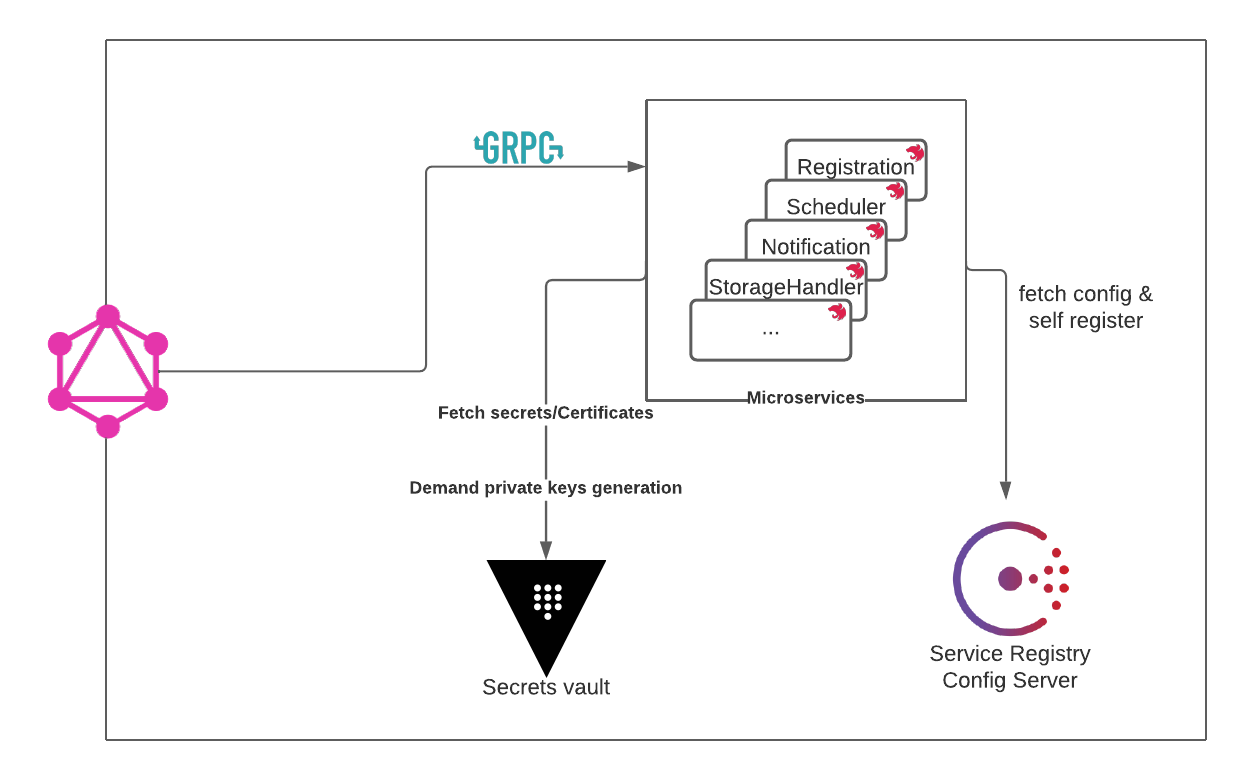 GRPC
Registration
Scheduler
Notification
StorageHandler
...
Microservices
fetch config &
self register
Fetch secrets/Certificates
Demand private keys generation
Secrets vault
Service Registry
Config Server